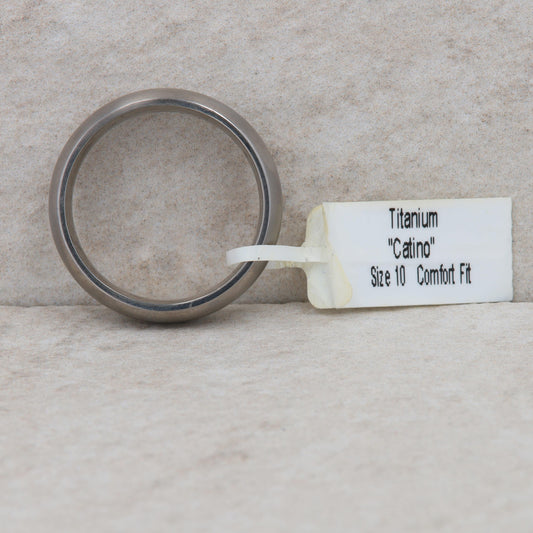 Titanium
"Catino"
Size 10 Comfort Fit